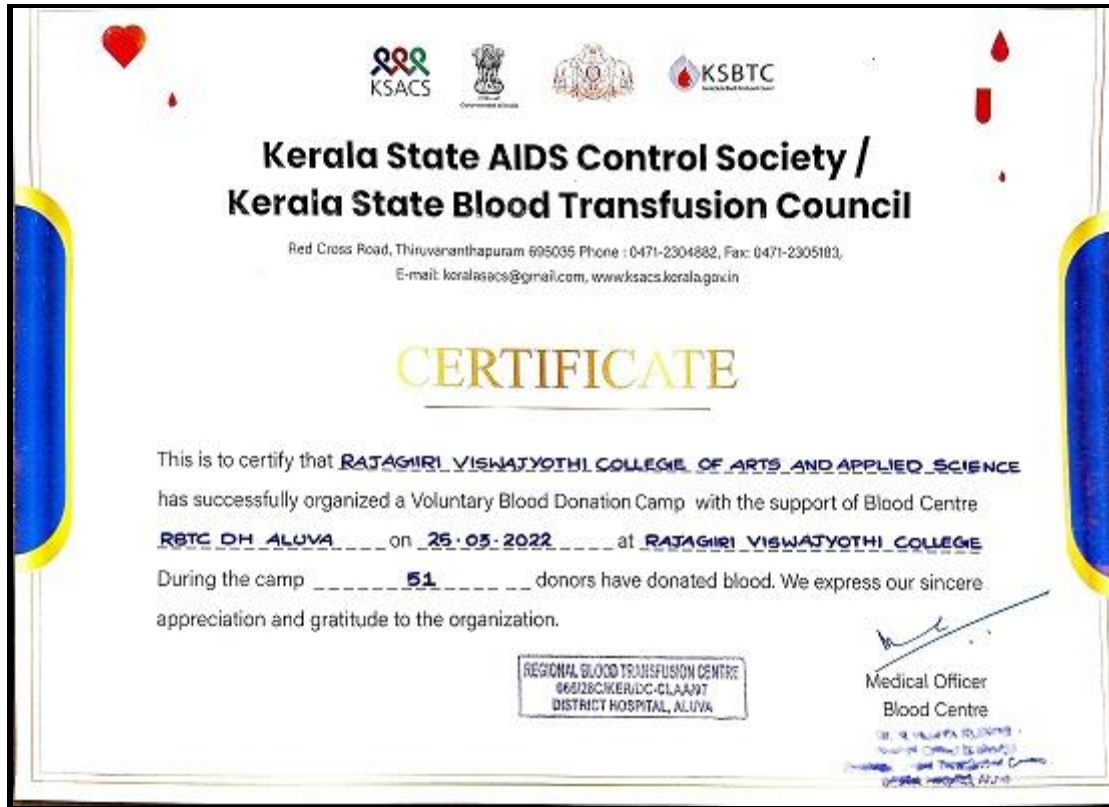 KSACS
KSBTC
Kerala State AIDS Control Society /
Kerala State Blood Transfusion Council
Red Cross Road, Thiruvananthapuram 695035 Phone : 0471-2304882, Fax: 0471-2305183,
E-mail: keralasacs@gmail.com, www.ksacs.kerala.gov.in
CERTIFICATE
This is to certify that RAJAGIRI VISWAJYOTHI COLLEGE OF ARTS AND APPLIED SCIENCE
has successfully organized a Voluntary Blood Donation Camp with the support of Blood Centre
RBTC DH ALUVA on 25-03-2022 at RAJAGIRI VISWAJYOTHI COLLEGE
During the camp 51 donors have donated blood. We express our sincere
appreciation and gratitude to the organization.
REGIONAL BLOOD TRANSFUSION CENTRE
DISTRICT HOSPITAL, ALUVA
Medical Officer
Blood Centre